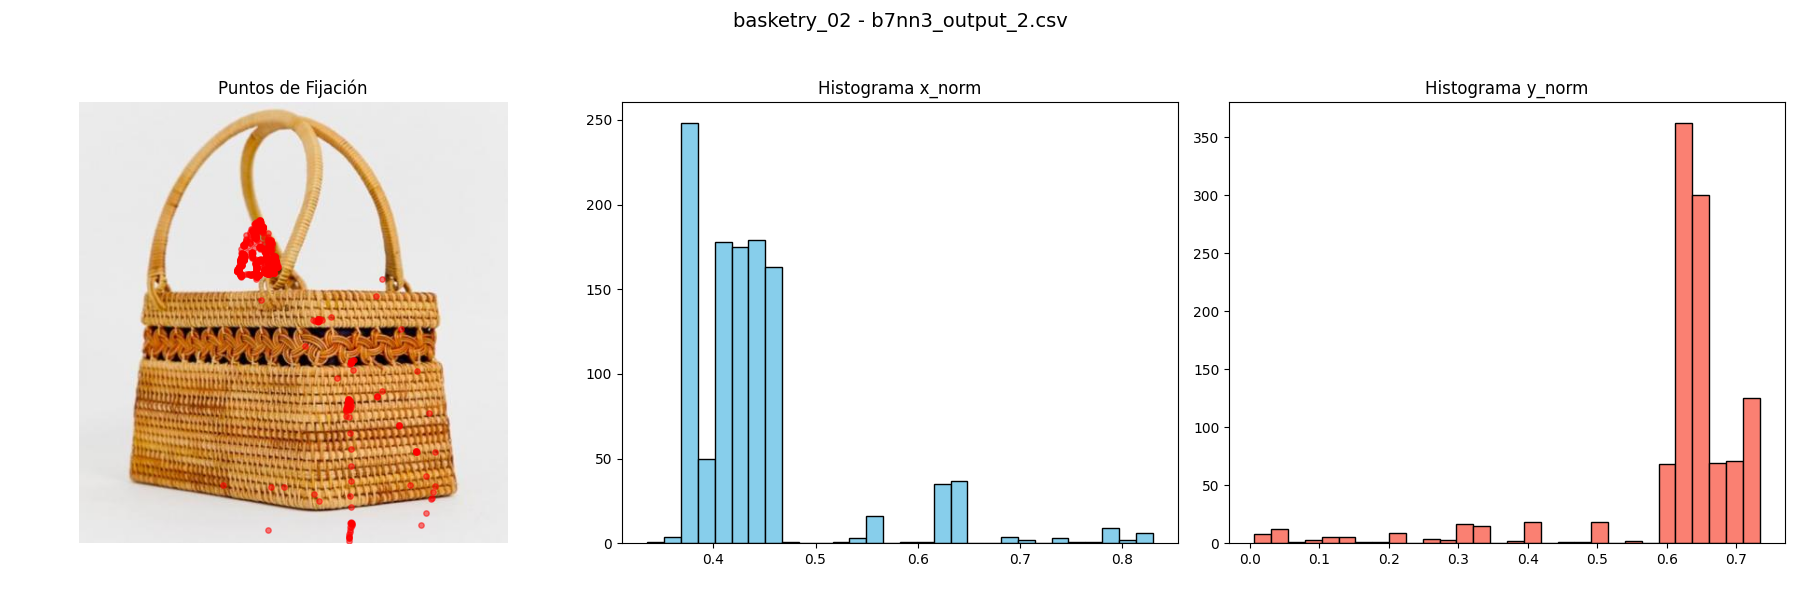 basketry_02 - b7nn3_output_2.csv
Puntos de Fijación
Histograma x_norm
250
200
150
100
50
0
0.4 0.5 0.6 0.7 0.8
Histograma y_norm
350
300
250
200
150
100
50
0
0.0 0.1 0.2 0.3 0.4 0.5 0.6 0.7